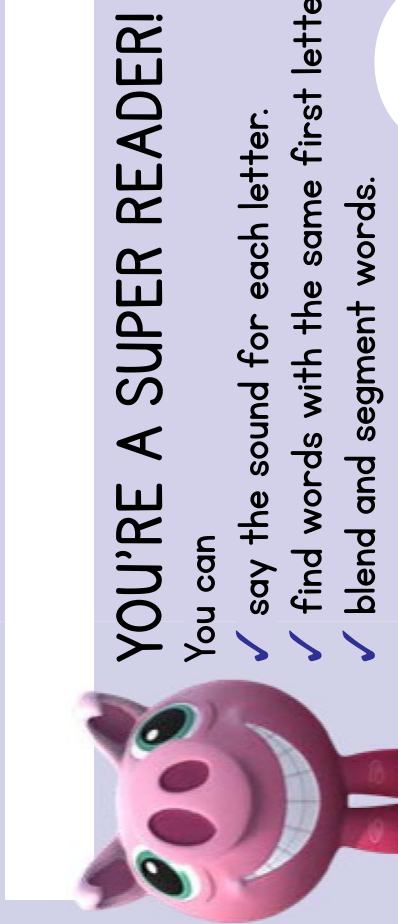 YOU'RE A SUPER READER!
You can
✓ say the sound for each letter.
✓ find words with the same first lette
✓ blend and segment words.